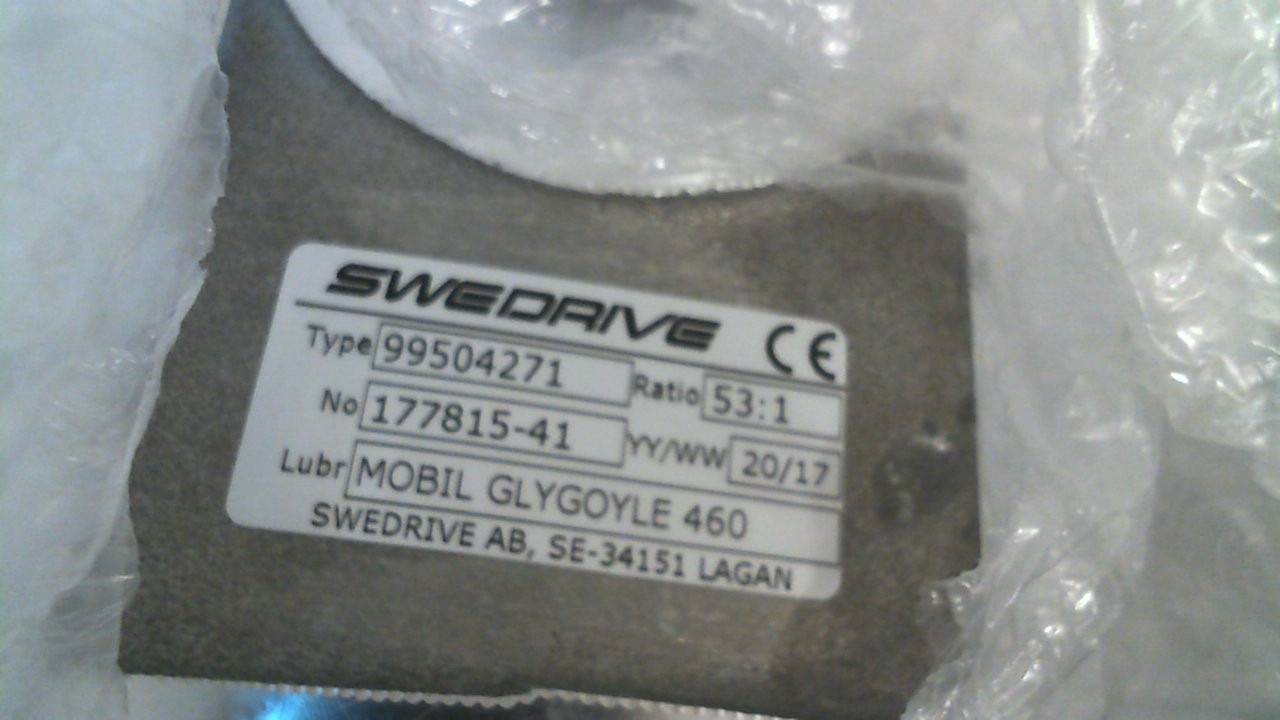 SWEDRIVE CE
Type 99504271 Ratio 53:1
No 177815-41 YY/WW 20/17
Lubr MOBIL GLYGOYLE 460
SWEDRIVE AB, SE-34151 LAGAN